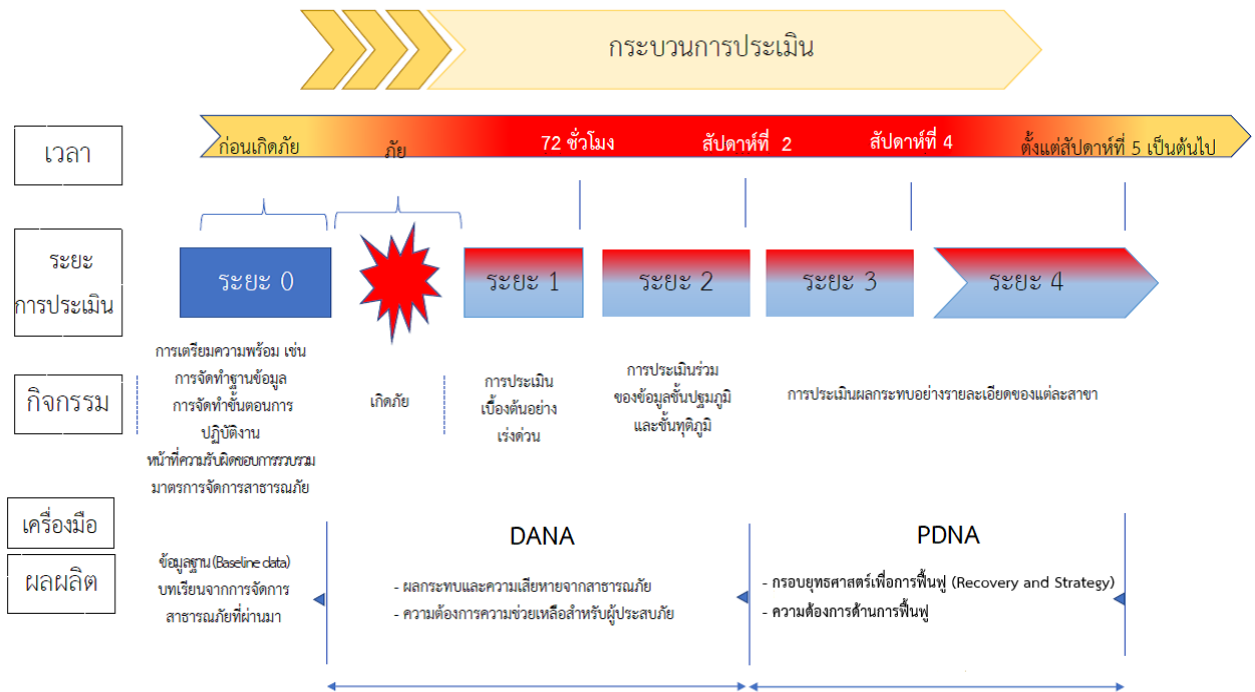 กระบวนการประเมิน
เวลา
ก่อนเกิดภัย
ภัย
72 ชั่วโมง
สัปดาห์ที่ 2
สัปดาห์ที่ 4
ตั้งแต่สัปดาห์ที่ 5 เป็นต้นไป
ระยะ
การประเมิน
ระยะ 0
ระยะ 1
ระยะ 2
ระยะ 3
ระยะ 4
กิจกรรม
การเตรียมความพร้อม เช่น
การจัดทำฐานข้อมูล
การจัดทำขั้นตอนการ
ปฏิบัติงาน
หน้าที่ความรับผิดชอบการรวบรวม
มาตรการจัดการสาธารณภัย
เกิดภัย
การประเมิน
เบื้องต้นอย่าง
เร่งด่วน
การประเมินร่วม
ของข้อมูลขั้นปฐมภูมิ
และขั้นทุติภูมิ
การประเมินผลกระทบอย่างรายละเอียดของแต่ละสาขา
เครื่องมือ
DANA
PDNA
ผลผลิต
ข้อมูลฐาน (Baseline data)
บทเรียนจากการจัดการ
สาธารณภัยที่ผ่านมา
- ผลกระทบและความเสียหายจากสาธารณภัย
- ความต้องการความช่วยเหลือสำหรับผู้ประสบภัย
- กรอบยุทธศาสตร์เพื่อการฟื้นฟู (Recovery and Strategy)
- ความต้องการด้านการฟื้นฟู